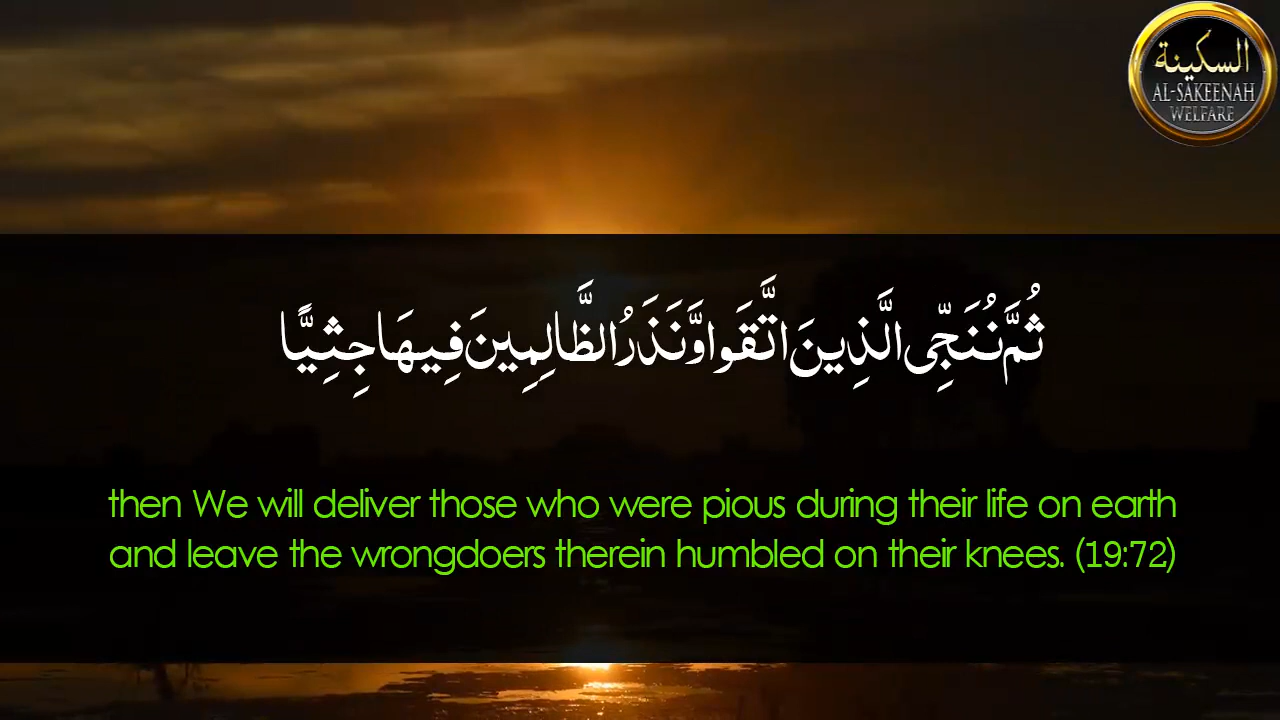 السكينة
AL-SAKEENAH
WELFARE
ثُمَّ نُنَجِّى الَّذِينَ اتَّقَوا وَّنَذَرُ الظَّالِمِينَ فِيهَا جِثِيًّا
then We will deliver those who were pious during their life on earth
and leave the wrongdoers therein humbled on their knees. (19:72)